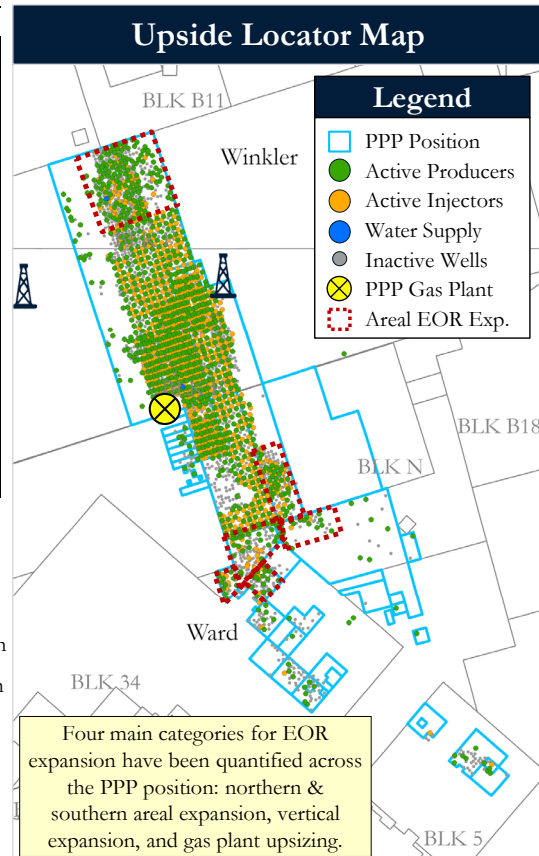 Upside Locator Map
BLK B11
Winkler
Legend
PPP Position
Active Producers
Active Injectors
Water Supply
Inactive Wells
PPP Gas Plant
Areal EOR Exp.
BLK B18
BLK N
Ward
BLK 34
Four main categories for EOR
expansion have been quantified across
the PPP position: northern &
southern areal expansion, vertical
expansion, and gas plant upsizing.
BLK 5